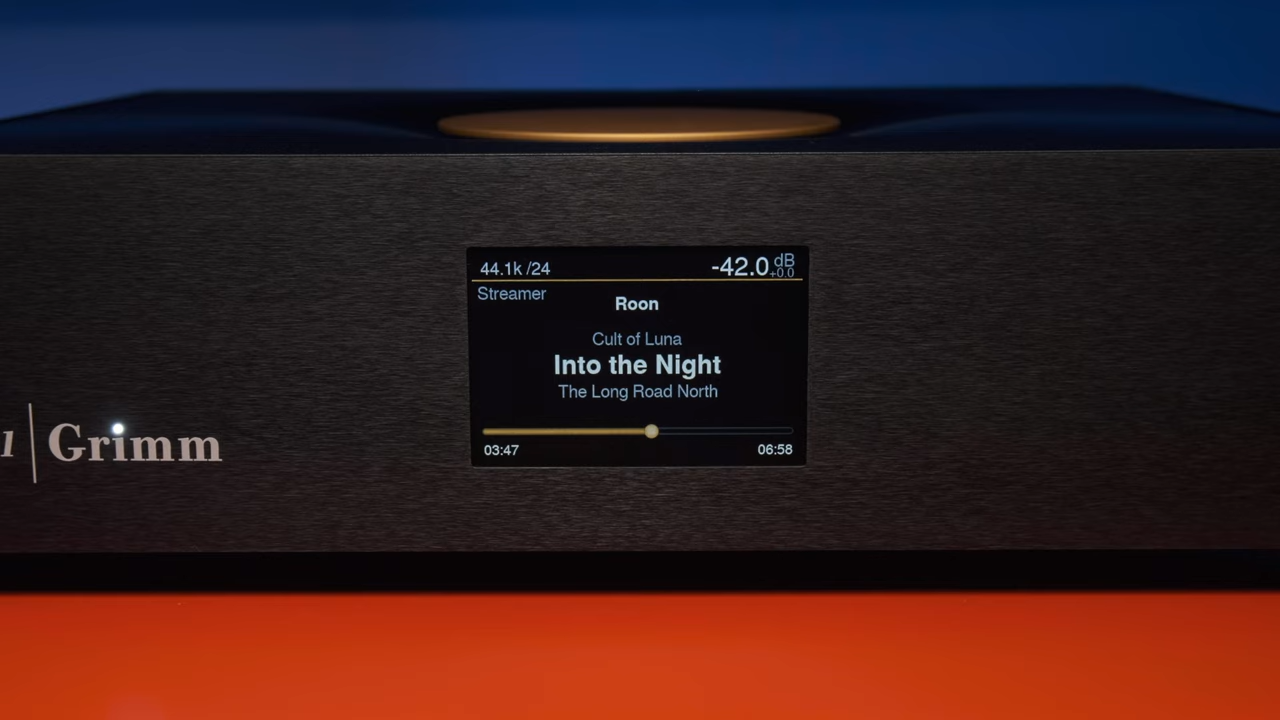 44.1k /24
-42.0 dB
+0.0
Streamer
Roon
Cult of Luna
Into the Night
The Long Road North
03:47
06:58
Grimm